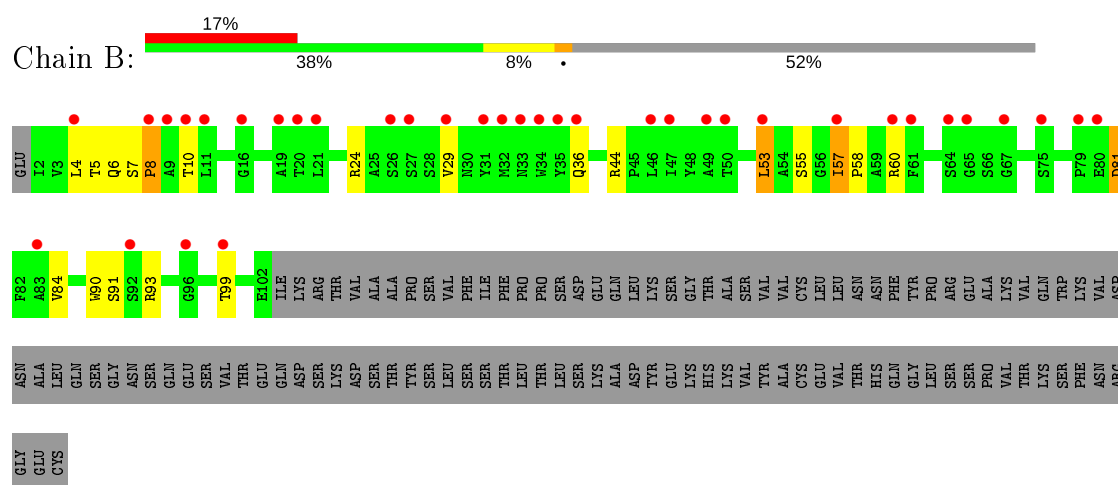 17%
Chain B:
38% 8% • 52%
GLU I2 V3 L4 T5 Q6 S7 P8 A9 T10 L11 G16 A19 T20 L21 R24 A25 S26 S27 S28 V29 N30 Y31 M32 N33 W34 Y35 Q36 R44 P45 L46 I47 Y48 A49 T50 L53 A54 S55 G56 I57 P58 A59 R60 F61 S64 G65 S66 G67 S75 P79 E80 D81
F82 A83 V84 W90 S91 S92 R93 G96 T99 E102 ILE LYS ARG THR VAL ALA ALA PRO SER VAL PHE ILE PHE PRO PRO SER ASP GLU GLN LEU LYS SER GLY THR ALA SER VAL VAL CYS LEU LEU ASN ASN PHE TYR PRO ARG GLU ALA LYS VAL GLN TRP LYS VAL ASP
ASN ALA LEU GLN SER GLY ASN SER GLN GLU SER VAL THR GLU GLN ASP SER LYS ASP SER THR TYR SER LEU SER SER THR LEU THR LEU SER LYS ALA ASP TYR GLU LYS HIS LYS VAL TYR ALA CYS GLU VAL THR HIS GLN GLY LEU SER SER PRO VAL THR LYS SER PHE ASN ARG
GLY GLU CYS